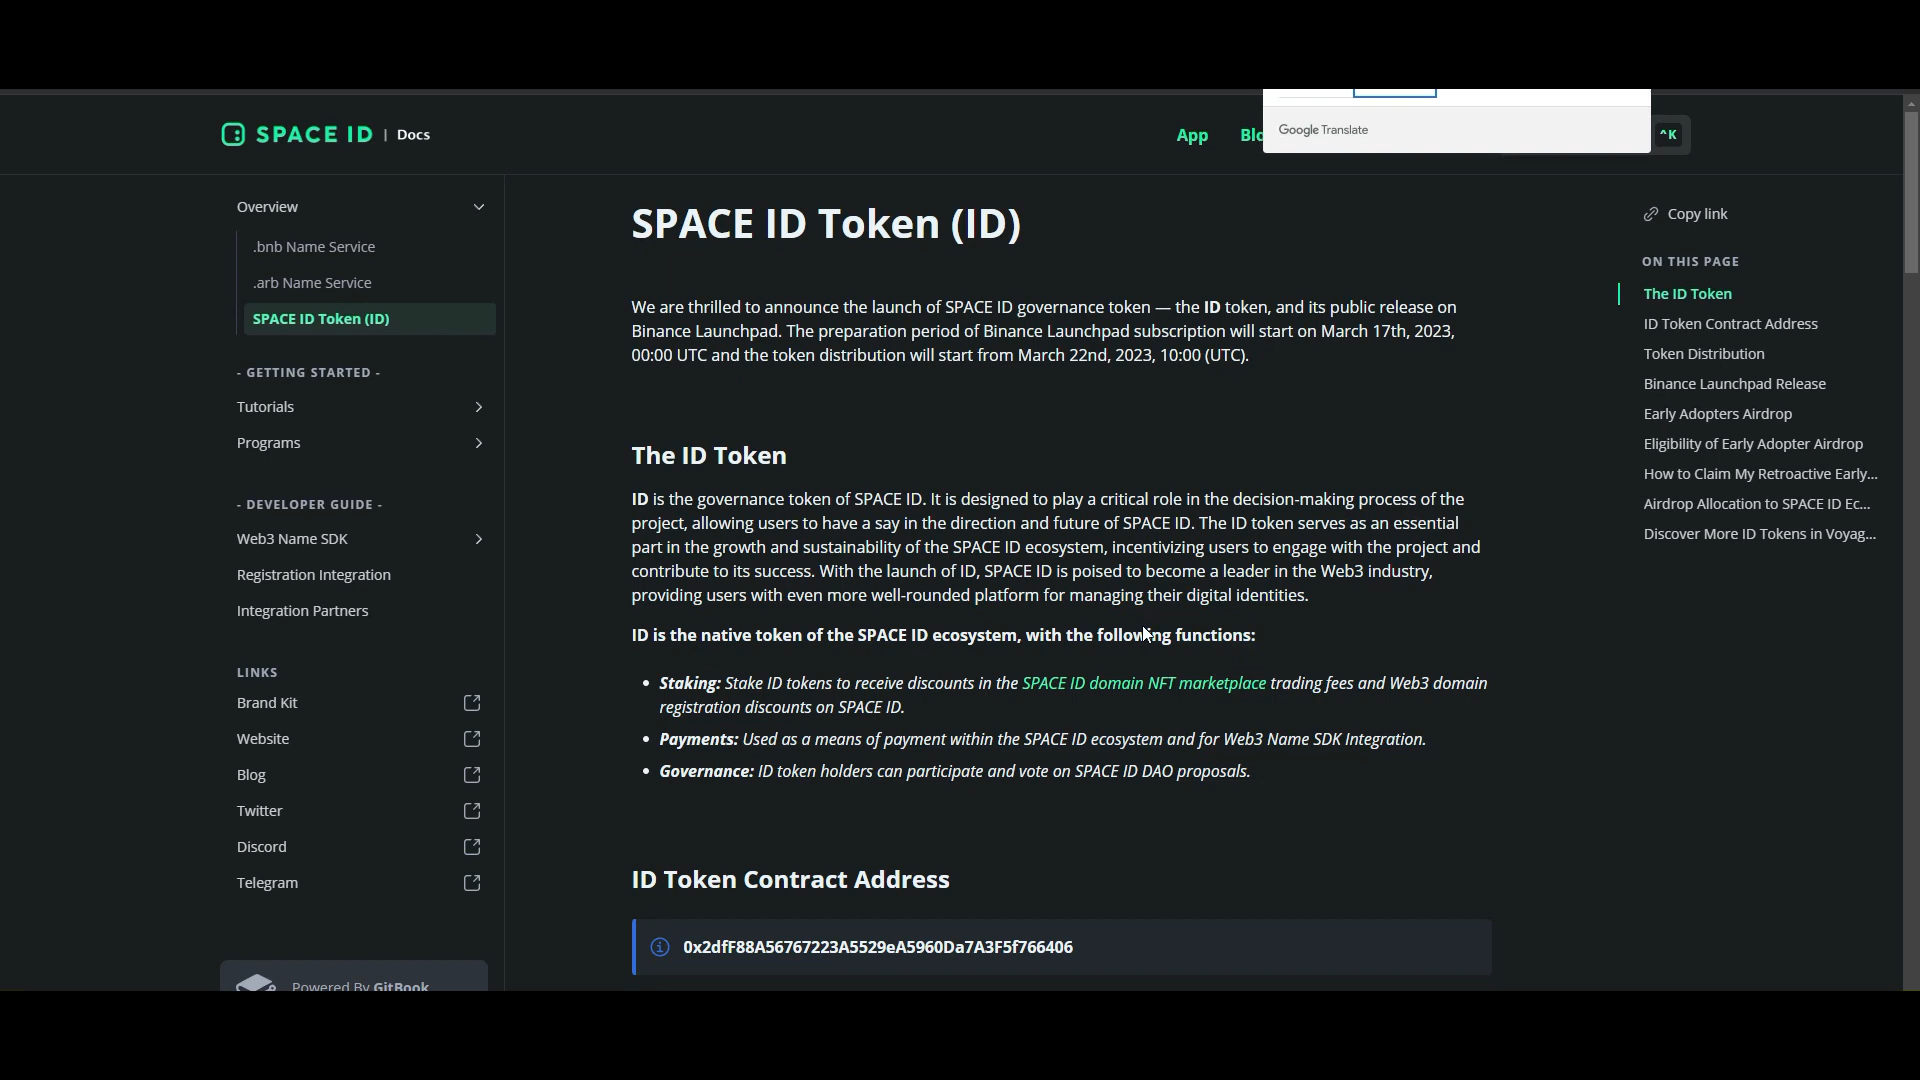 SPACE ID | Docs
App
Google Translate
^K
Overview
.bnb Name Service
.arb Name Service
SPACE ID Token (ID)
- GETTING STARTED -
Tutorials
Programs
- DEVELOPER GUIDE -
Web3 Name SDK
Registration Integration
Integration Partners
LINKS
Brand Kit
Website
Blog
Twitter
Discord
Telegram
Powered By GitBook
SPACE ID Token (ID)
We are thrilled to announce the launch of SPACE ID governance token — the ID token, and its public release on
Binance Launchpad. The preparation period of Binance Launchpad subscription will start on March 17th, 2023,
00:00 UTC and the token distribution will start from March 22nd, 2023, 10:00 (UTC).
The ID Token
ID is the governance token of SPACE ID. It is designed to play a critical role in the decision-making process of the
project, allowing users to have a say in the direction and future of SPACE ID. The ID token serves as an essential
part in the growth and sustainability of the SPACE ID ecosystem, incentivizing users to engage with the project and
contribute to its success. With the launch of ID, SPACE ID is poised to become a leader in the Web3 industry,
providing users with even more well-rounded platform for managing their digital identities.
ID is the native token of the SPACE ID ecosystem, with the following functions:
• Staking: Stake ID tokens to receive discounts in the SPACE ID domain NFT marketplace trading fees and Web3 domain
registration discounts on SPACE ID.
• Payments: Used as a means of payment within the SPACE ID ecosystem and for Web3 Name SDK Integration.
• Governance: ID token holders can participate and vote on SPACE ID DAO proposals.
ID Token Contract Address
0x2dfF88A56767223A5529eA5960Da7A3F5f766406
Copy link
ON THIS PAGE
The ID Token
ID Token Contract Address
Token Distribution
Binance Launchpad Release
Early Adopters Airdrop
Eligibility of Early Adopter Airdrop
How to Claim My Retroactive Early...
Airdrop Allocation to SPACE ID Ec...
Discover More ID Tokens in Voyag...